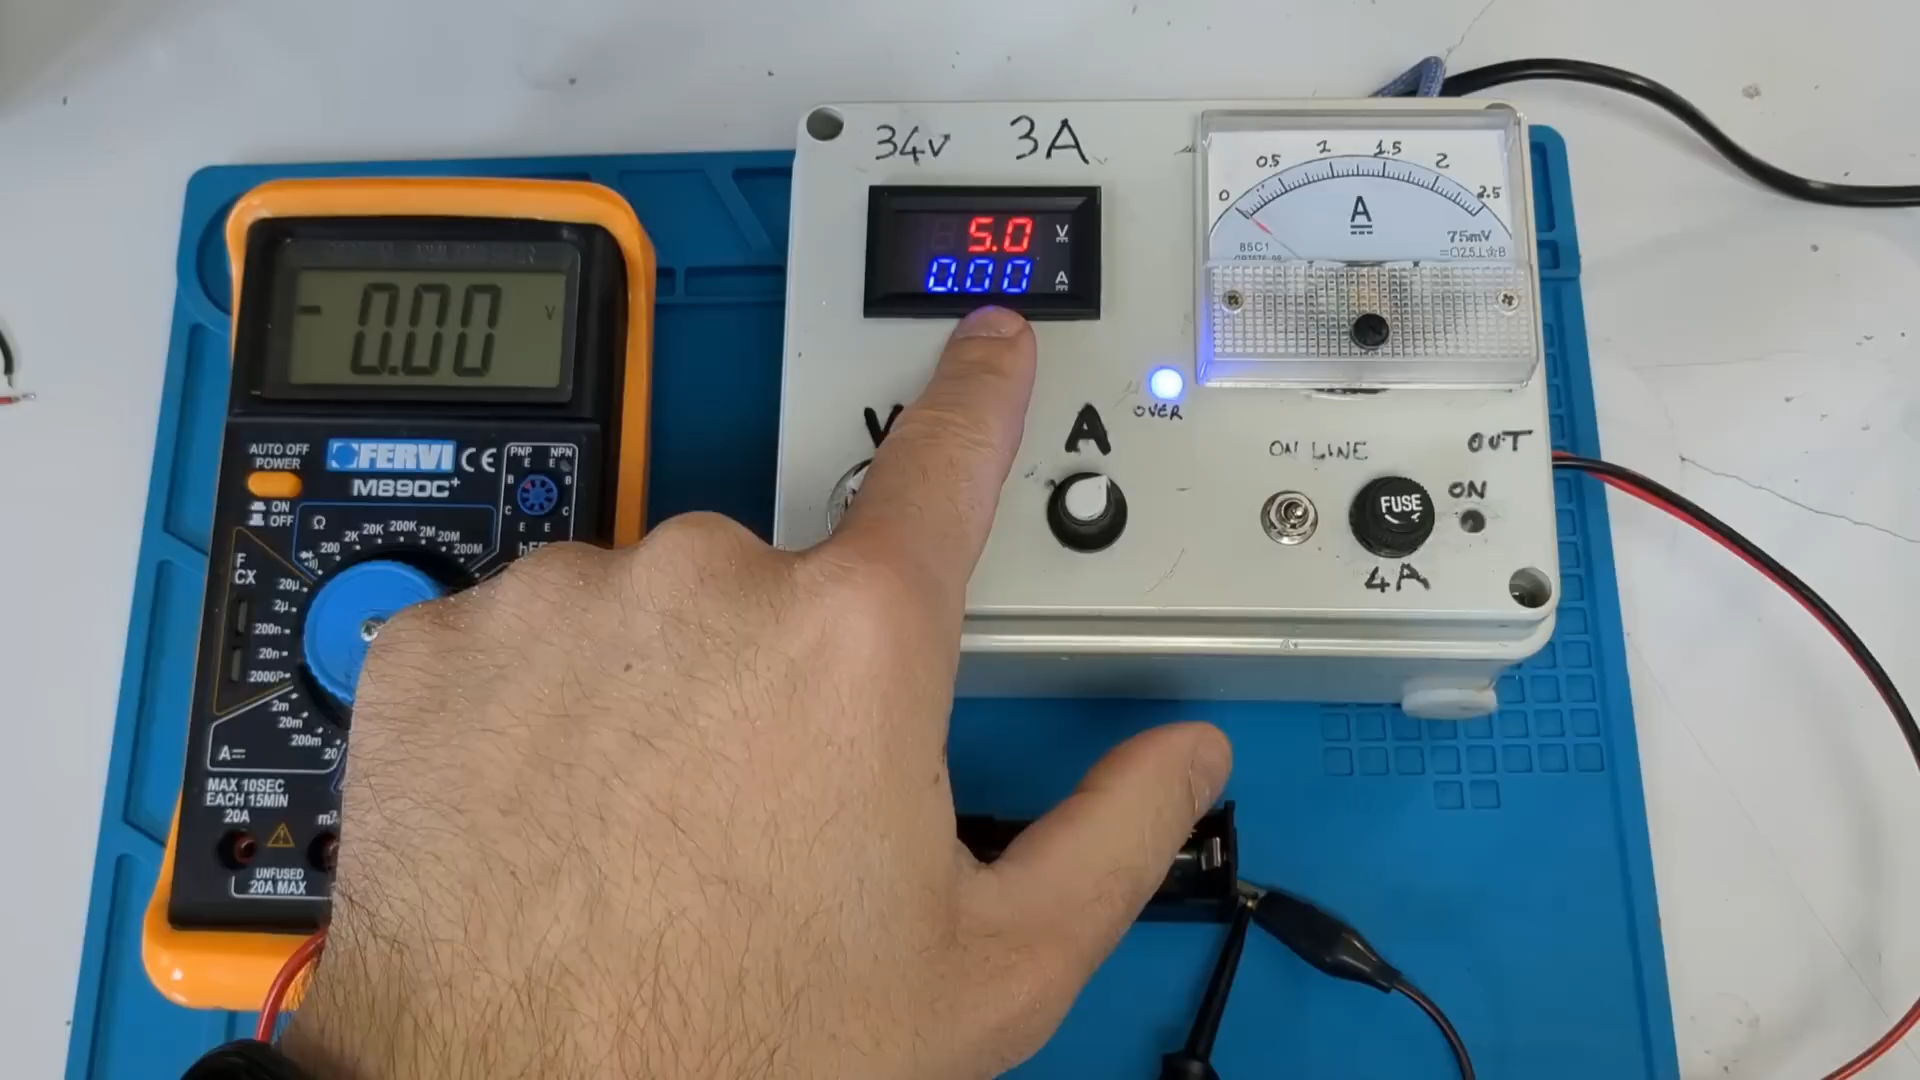 34V 3A
5.0 V
0.00 A
- 0.00 V
0 0.5 1 1.5 2 2.5
A
85C1
75mV
V
A
OVER
ON LINE
OUT
FUSE
ON
4A
AUTO OFF
POWER
ON
OFF
FERVI CE
M890C+
PNP NPN
E E
B B
C C
E E
Ω
200 2K 20K 200K 2M 20M 200M
F
CX
20µ
2µ
200n
20n
2000P
2m
20m
200m
20
A
MAX 10SEC
EACH 15MIN
20A
UNFUSED
20A MAX